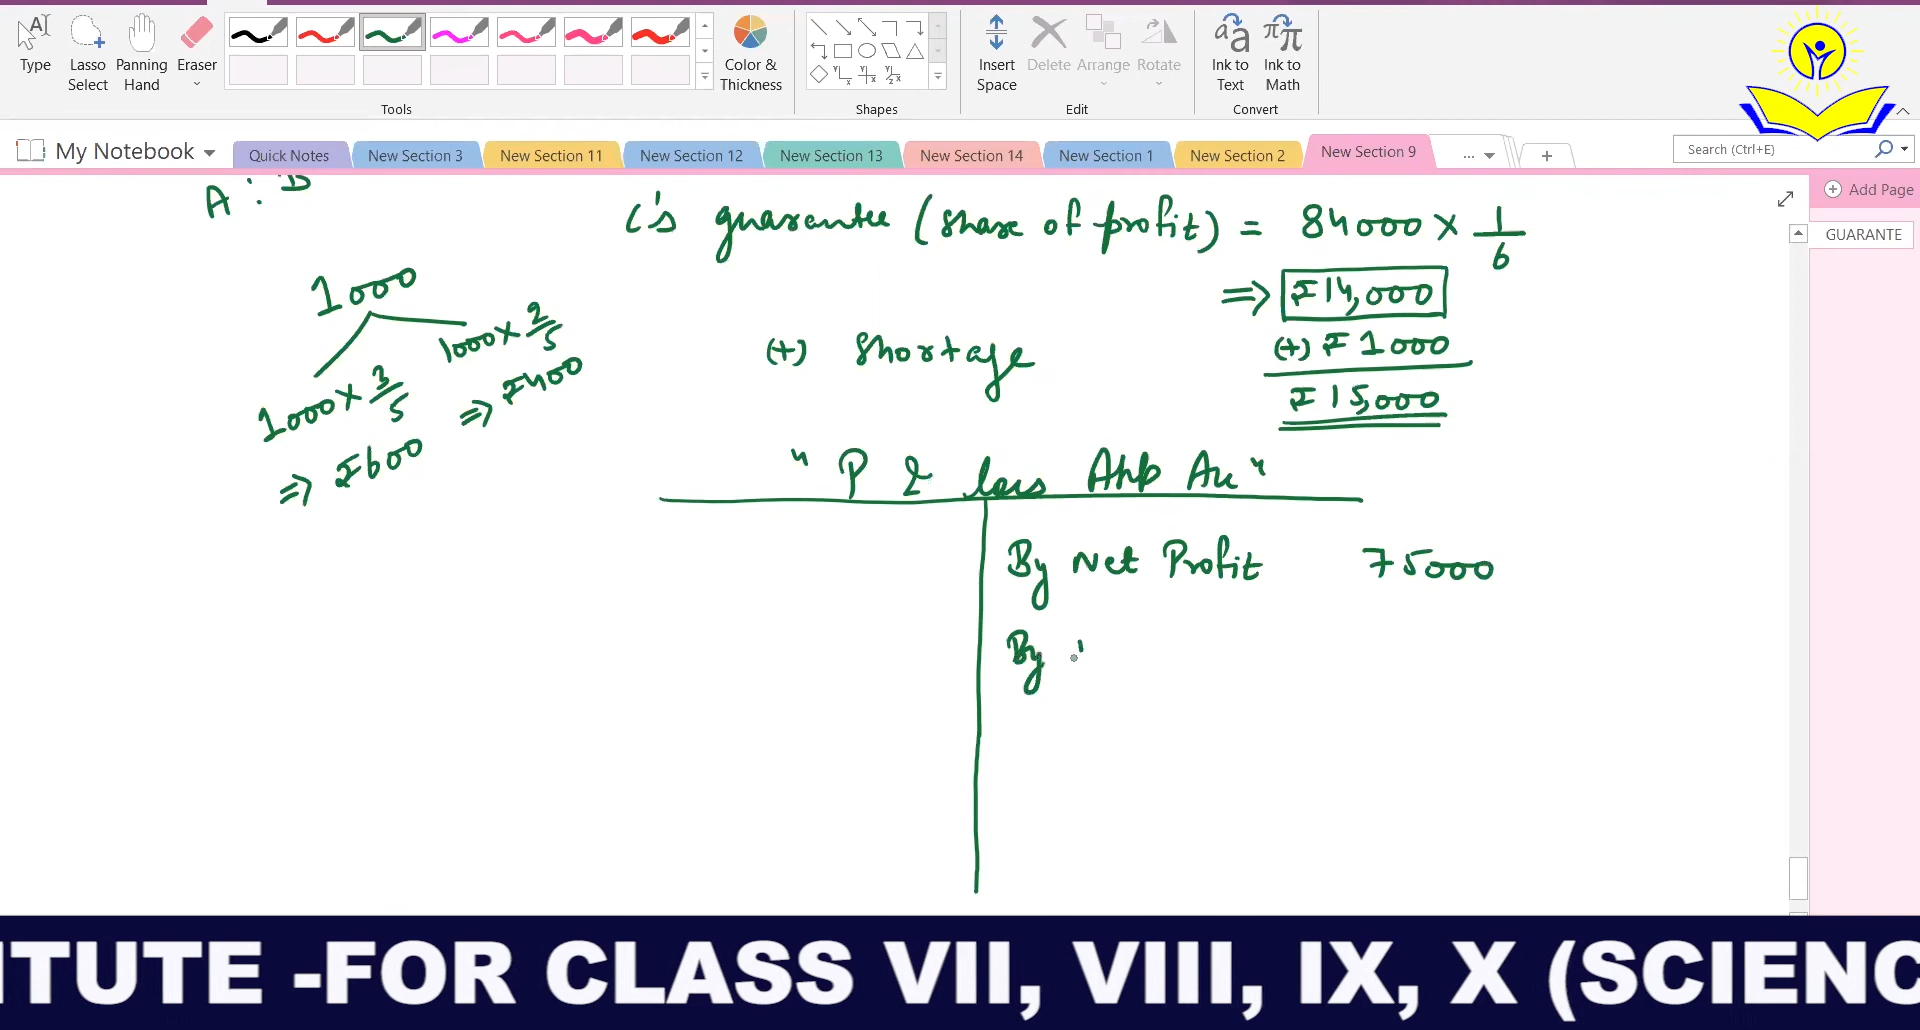 Type
Lasso Select
Panning Hand
Eraser
Color & Thickness
Insert Space
Delete
Arrange
Rotate
Ink to Text
Ink to Math
Tools
Shapes
Edit
Convert
My Notebook
Quick Notes
New Section 3
New Section 11
New Section 12
New Section 13
New Section 14
New Section 1
New Section 2
New Section 9
...
Search (Ctrl+E)
Add Page
GUARANTE
A : B
C's guarantee (share of profit) = 84000 × 1/6
⇒ ₹14,000
(+) Shortage (+) ₹1000
₹15,000
1000
1000 × 3/5
⇒ ₹600
1000 × 2/5
⇒ ₹400
"P & loss App A/c"
By Net Profit 75000
By
ITUTE -FOR CLASS VII, VIII, IX, X (SCIENC